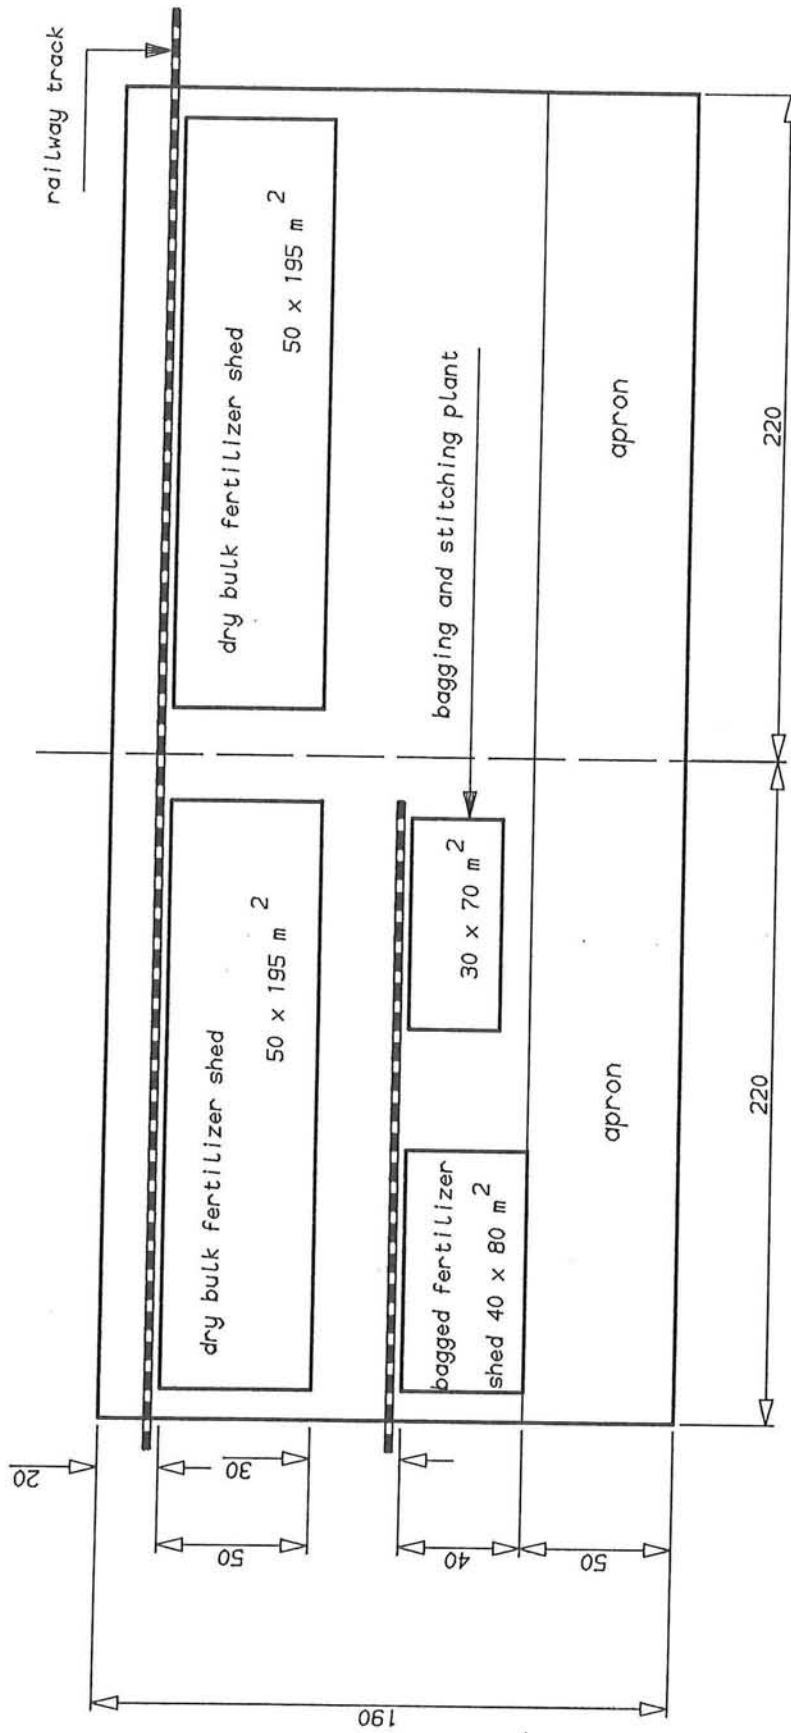 railway track
dry bulk fertilizer shed
50 x 195 m 2
dry bulk fertilizer shed
50 x 195 m 2
bagging and stitching plant
30 x 70 m 2
bagged fertilizer
shed 40 x 80 m 2
apron
apron
220
220
20
30
50
40
50
190